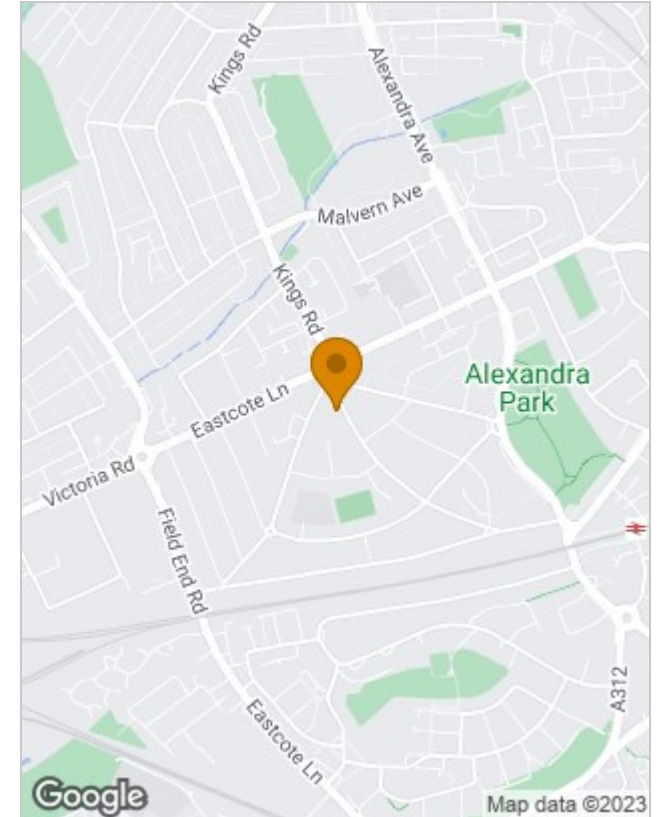 Kings Rd
Alexandra Ave
Malvern Ave
Kings Rd
Alexandra
Park
Eastcote Ln
Victoria Rd
Field End Rd
A312
Eastcote Ln
Google
Map data ©2023